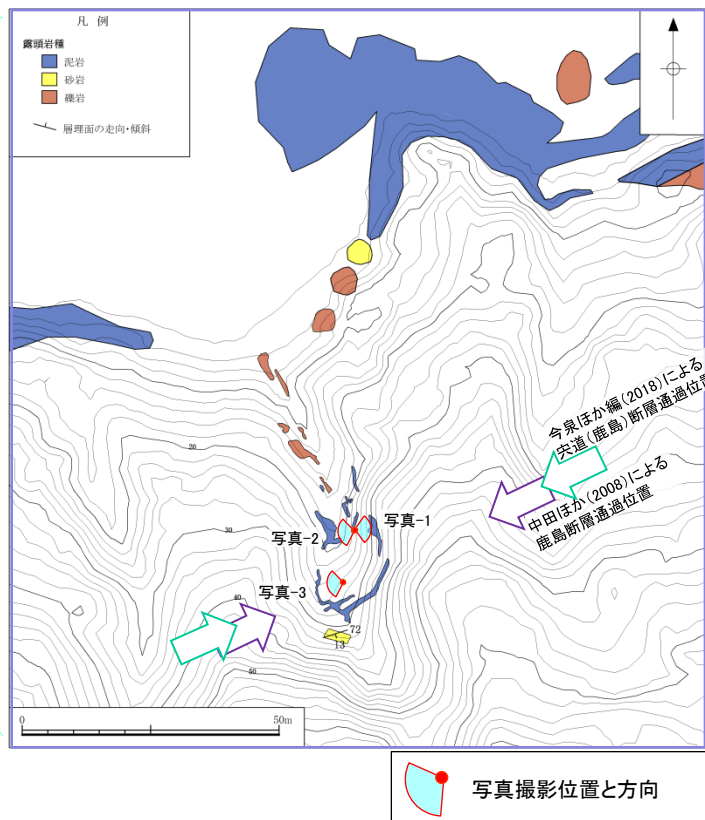 凡 例
露頭岩種
泥岩
砂岩
礫岩
層理面の走向・傾斜
今泉ほか編(2018)による
宍道(鹿島)断層通過位置
中田ほか(2008)による
鹿島断層通過位置
20
写真-1
写真-2
30
写真-3
40
72
13
50
0
50m
写真撮影位置と方向